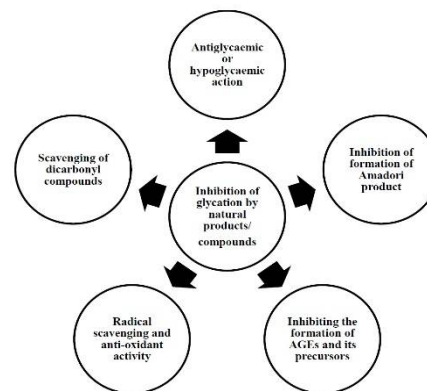 Antiglycaemic
or
hypoglycaemic
action
Scavenging of
dicarbonyl
compounds
Inhibition
of formation of
Amadori
product
Inhibition of
glycation by
natural
products/
compounds
Radical
scavenging and
anti-oxidant
activity
Inhibiting the
formation of
AGEs and its
precursors